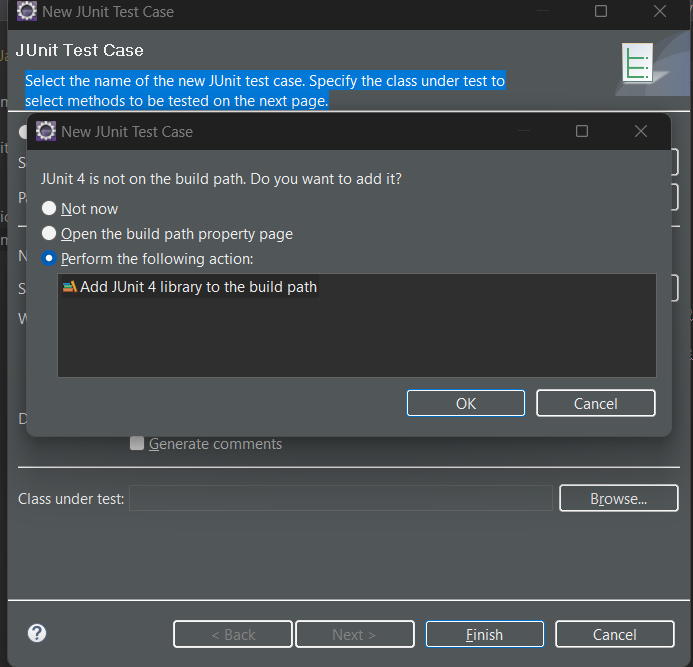 New JUnit Test Case
JUnit Test Case
Select the name of the new JUnit test case. Specify the class under test to
select methods to be tested on the next page.
New JUnit Test Case
JUnit 4 is not on the build path. Do you want to add it?
Not now
Open the build path property page
Perform the following action:
Add JUnit 4 library to the build path
OK
Cancel
Generate comments
Class under test:
Browse...
?
< Back
Next >
Finish
Cancel